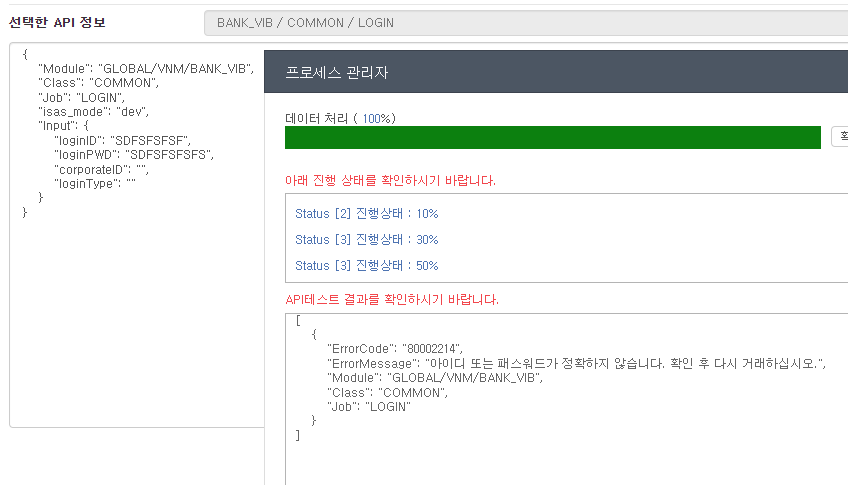 선택한 API 정보
BANK_VIB / COMMON / LOGIN
{
"Module": "GLOBAL/VNM/BANK_VIB",
"Class": "COMMON",
"Job": "LOGIN",
"isas_mode": "dev",
"Input": {
"loginID": "SDFSFSFSF",
"loginPWD": "SDFSFSFSFS",
"corporateID": "",
"loginType": ""
}
}
프로세스 관리자
데이터 처리 ( 100%)
아래 진행 상태를 확인하시기 바랍니다.
Status [2] 진행상태 : 10%
Status [3] 진행상태 : 30%
Status [3] 진행상태 : 50%
API테스트 결과를 확인하시기 바랍니다.
[
{
"ErrorCode": "80002214",
"ErrorMessage": "아이디 또는 패스워드가 정확하지 않습니다. 확인 후 다시 거래하십시오.",
"Module": "GLOBAL/VNM/BANK_VIB",
"Class": "COMMON",
"Job": "LOGIN"
}
]